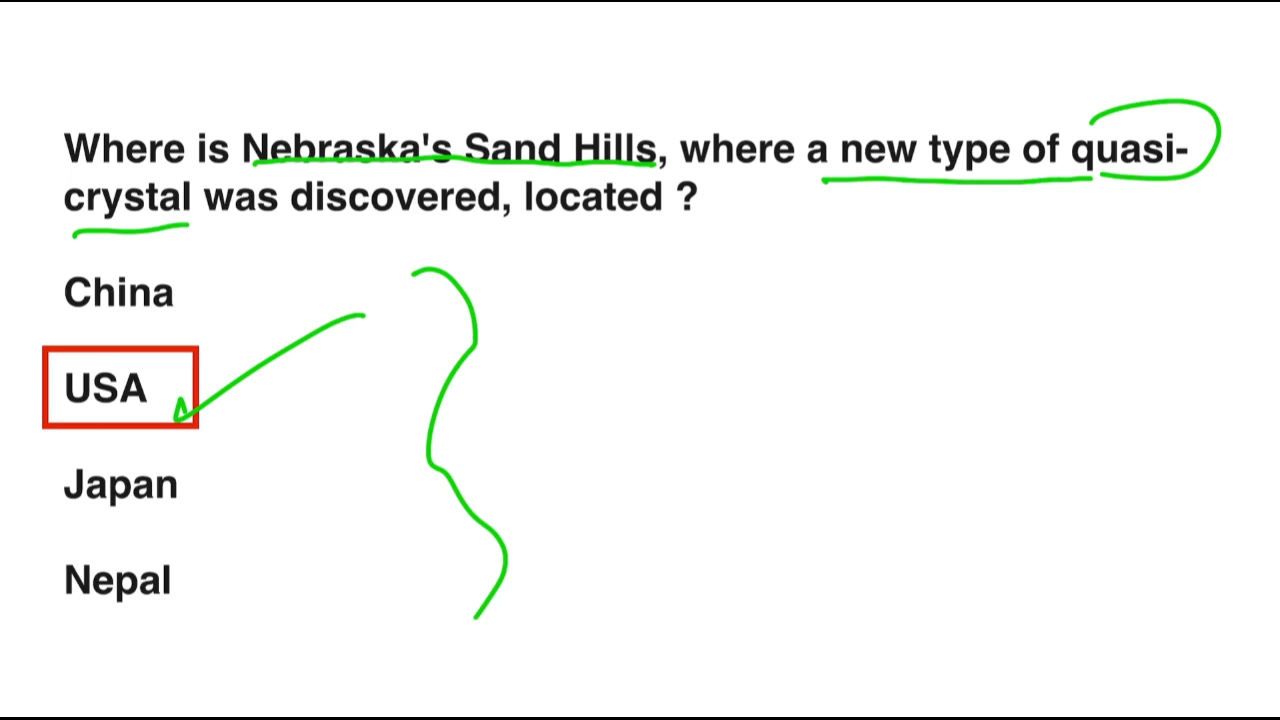 Where is Nebraska's Sand Hills, where a new type of quasi-
crystal was discovered, located ?
China
USA
Japan
Nepal